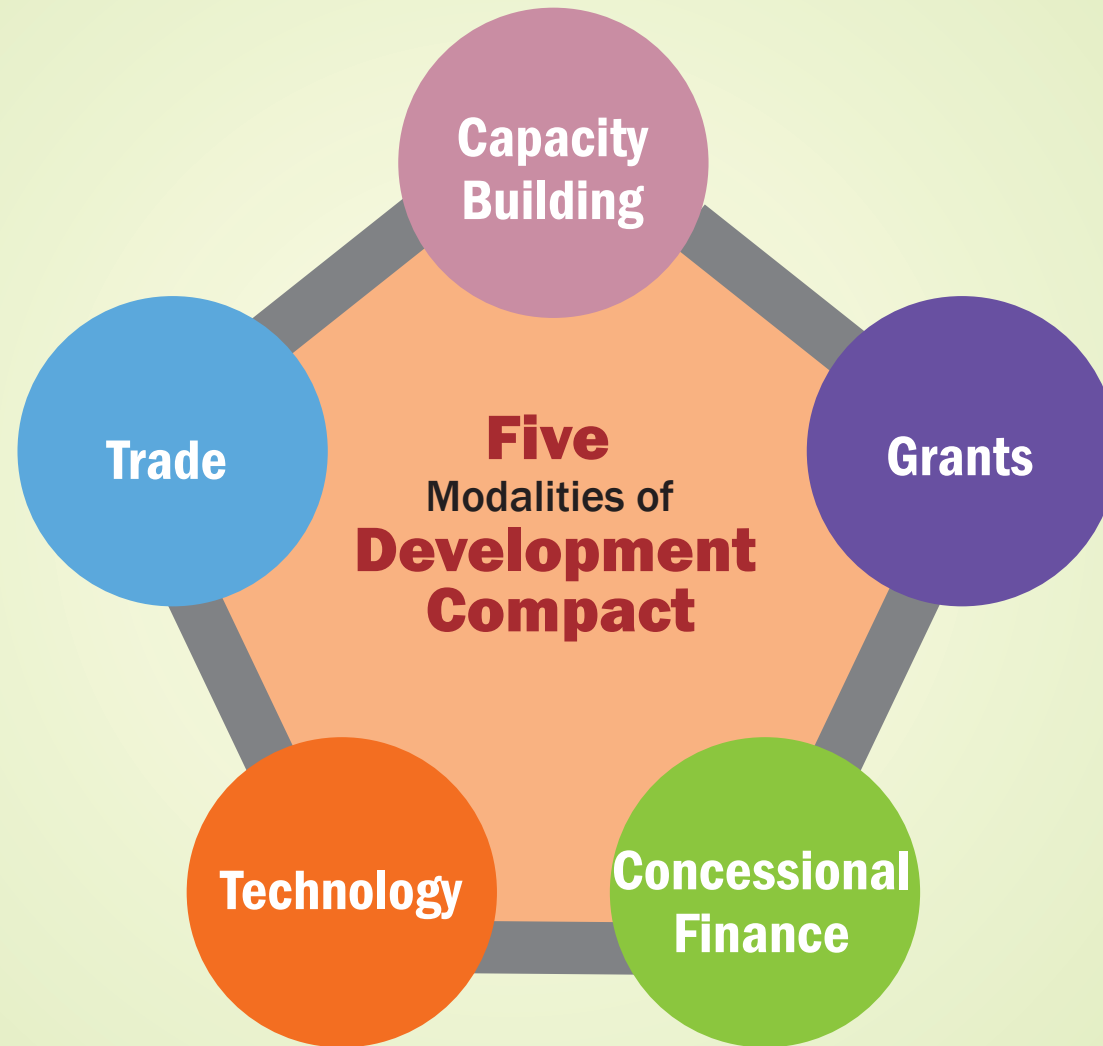 Capacity
Building
Trade
Grants
Five
Modalities of
Development
Compact
Technology
Concessional
Finance